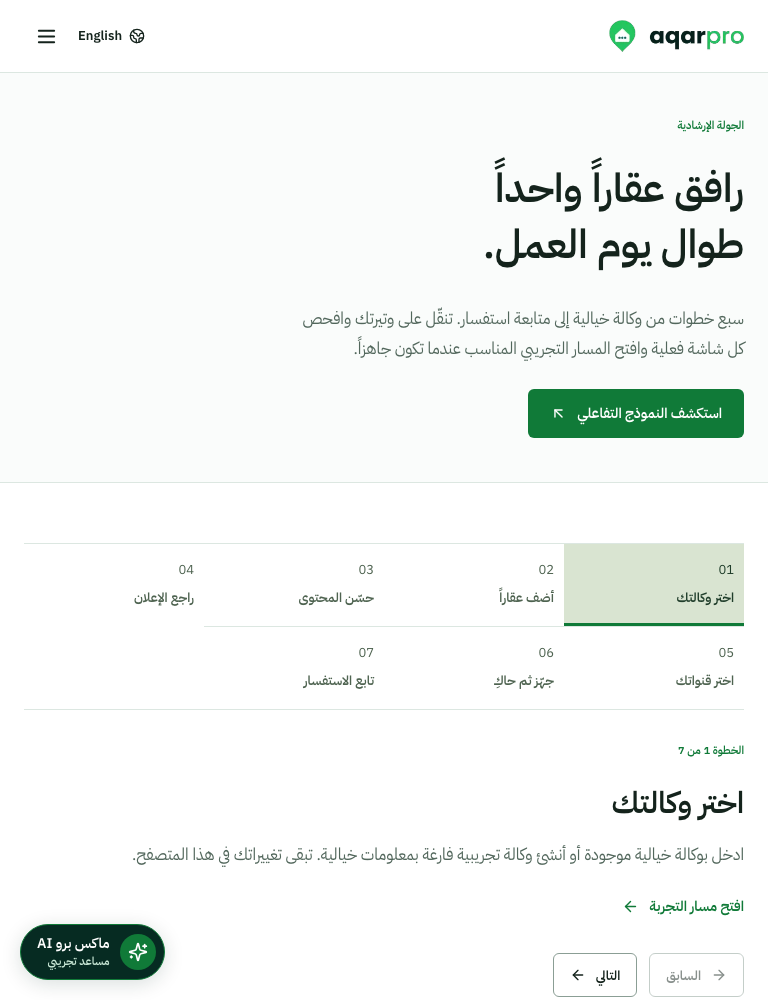 aqarpro
English
الجولة الإرشادية
رافق عقاراً واحداً
طوال يوم العمل.
سبع خطوات من وكالة خيالية إلى متابعة استفسار. تنقّل على وتيرتك وافحص
كل شاشة فعلية وافتح المسار التجريبي المناسب عندما تكون جاهزاً.
استكشف النموذج التفاعلي
01
اختر وكالتك
02
أضف عقاراً
03
حسّن المحتوى
04
راجع الإعلان
05
اختر قنواتك
06
جهّز ثم حاكِ
07
تابع الاستفسار
الخطوة 1 من 7
اختر وكالتك
ادخل بوكالة خيالية موجودة أو أنشئ وكالة تجريبية فارغة بمعلومات خيالية. تبقى تغييراتك في هذا المتصفح.
افتح مسار التجربة
السابق
التالي
ماكس برو AI
مساعد تجريبي